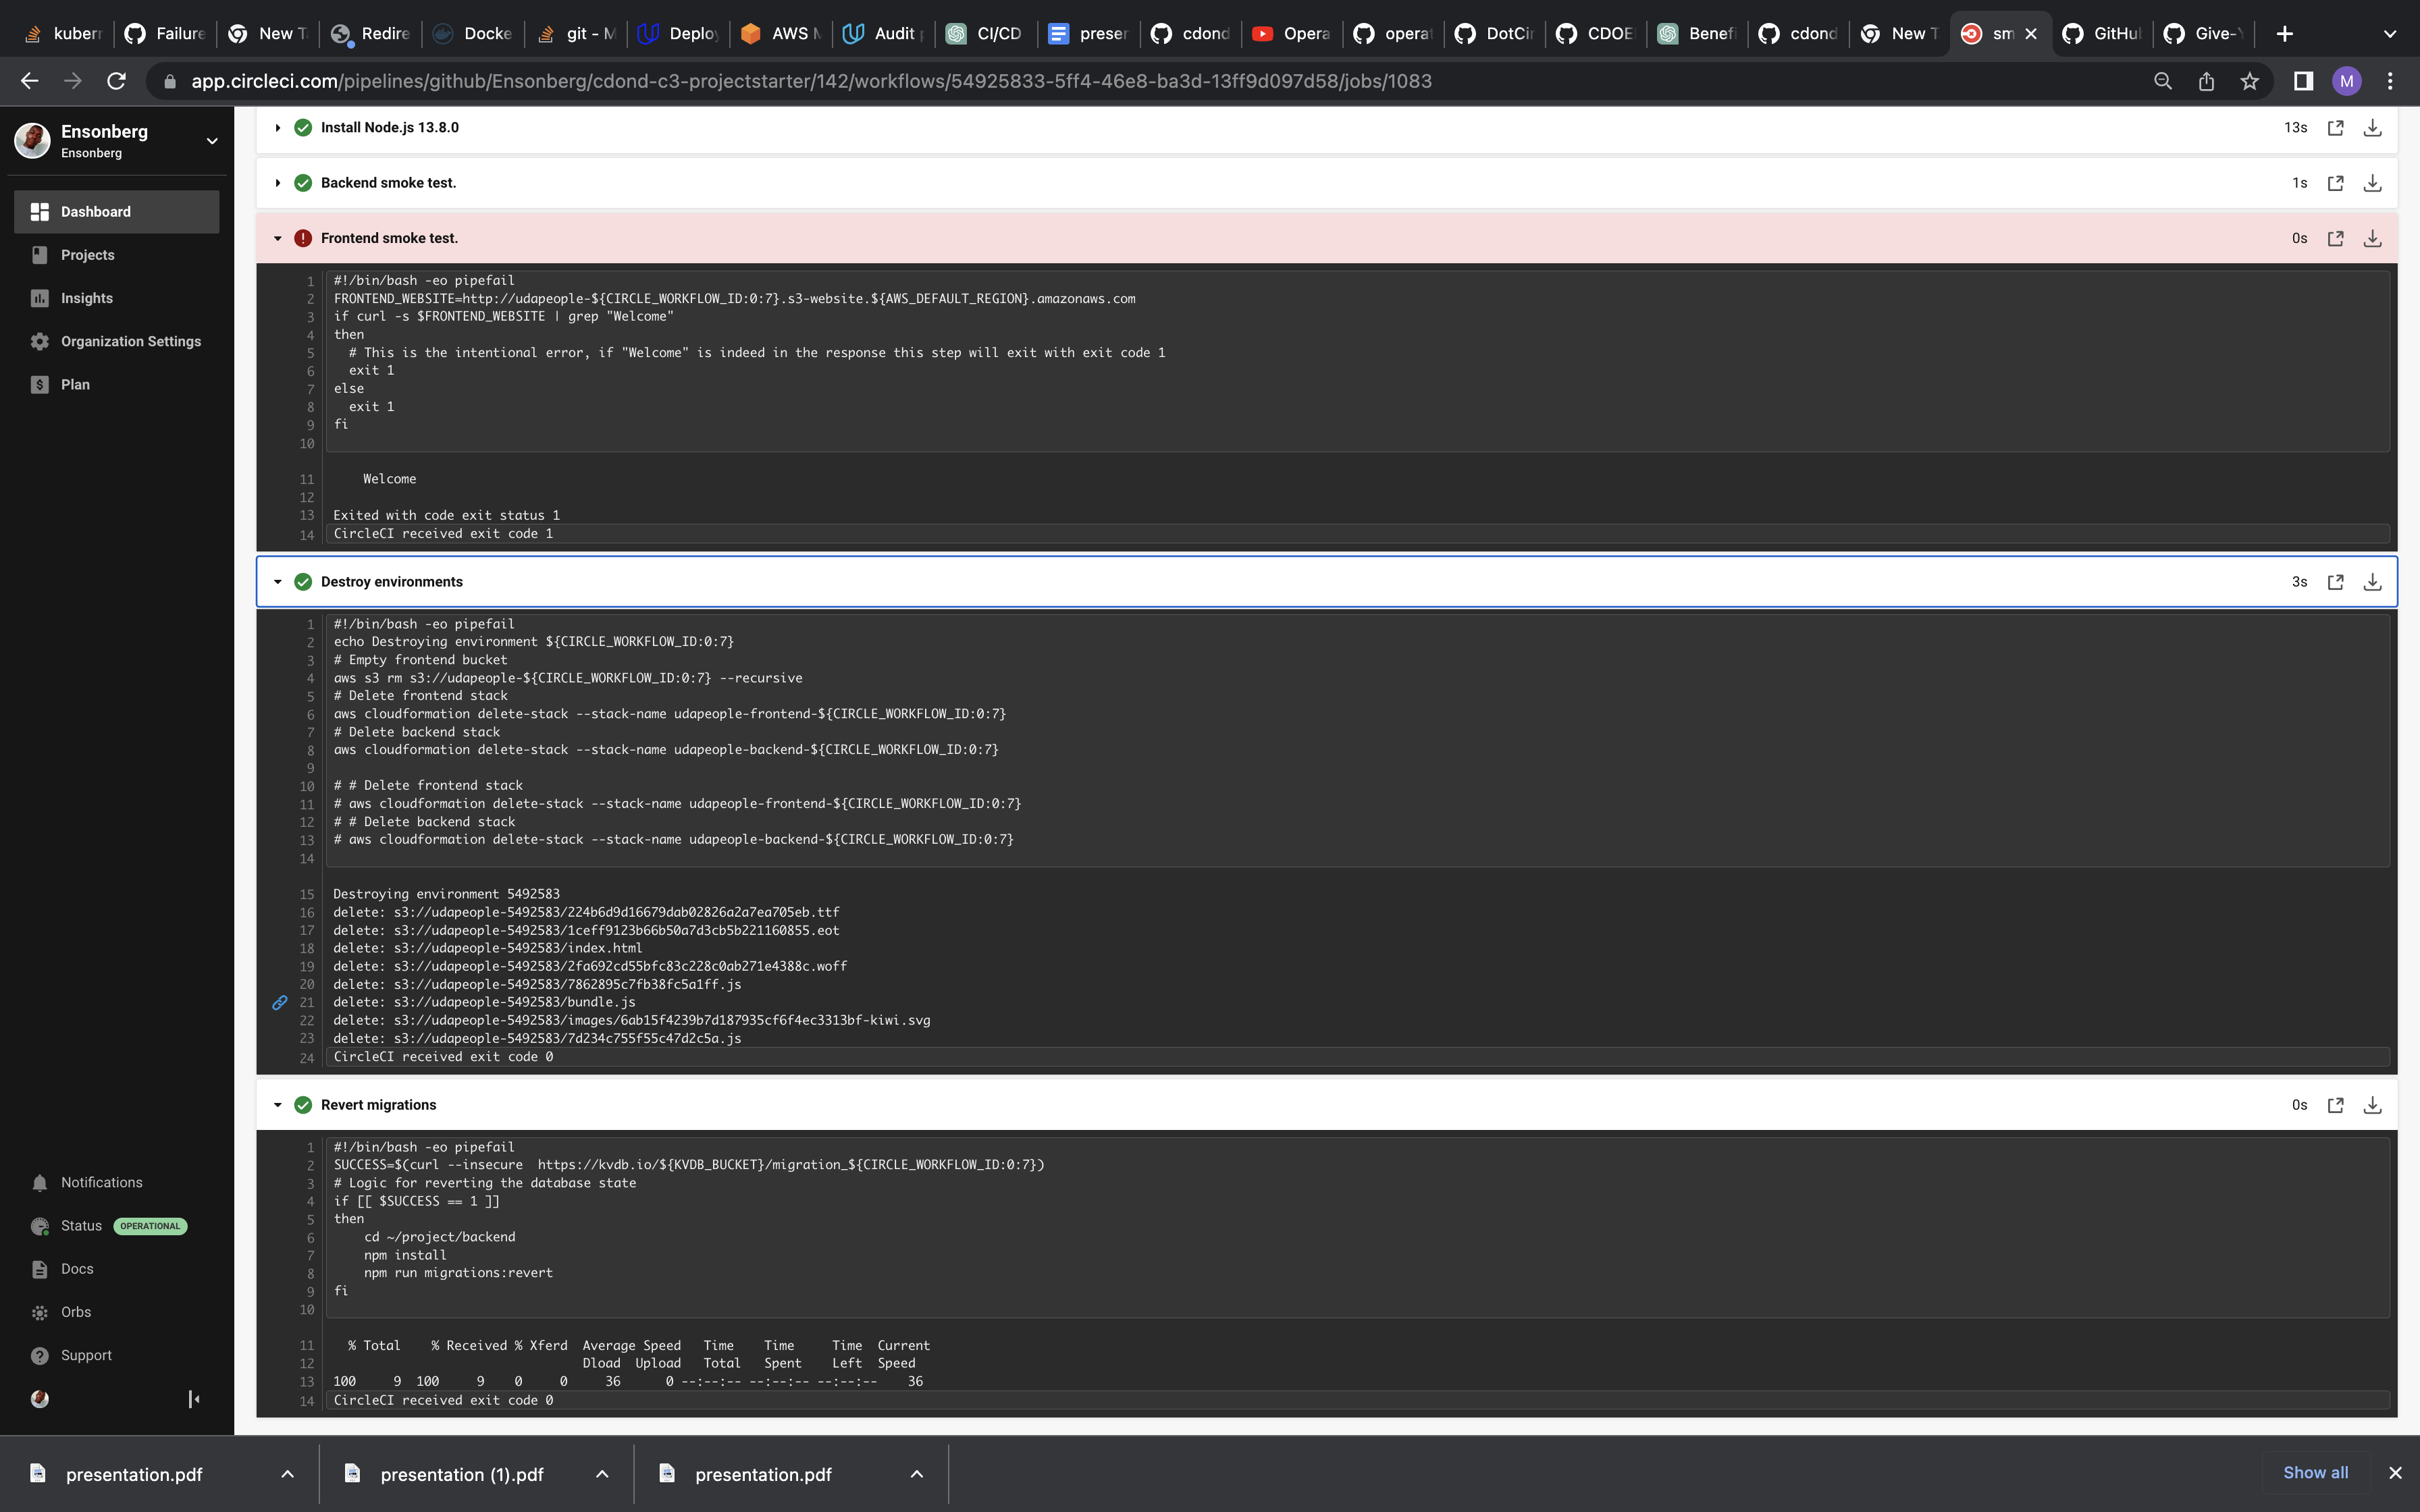 kuberr
Failure
New T
Redire
Docke
git - M
Deploy
AWS M
Audit
CI/CD
preser
cdond
Opera
operat
DotCir
CDOE
Benefi
cdond
New T
sm
GitHu
Give-Y
app.circleci.com/pipelines/github/Ensonberg/cdond-c3-projectstarter/142/workflows/54925833-5ff4-46e8-ba3d-13ff9d097d58/jobs/1083
M
Ensonberg
Ensonberg
Dashboard
Projects
Insights
Organization Settings
Plan
Notifications
Status OPERATIONAL
Docs
Orbs
Support
Install Node.js 13.8.0 13s
Backend smoke test. 1s
Frontend smoke test. 0s
1 #!/bin/bash -eo pipefail
2 FRONTEND_WEBSITE=http://udapeople-${CIRCLE_WORKFLOW_ID:0:7}.s3-website.${AWS_DEFAULT_REGION}.amazonaws.com
3 if curl -s $FRONTEND_WEBSITE | grep "Welcome"
4 then
5   # This is the intentional error, if "Welcome" is indeed in the response this step will exit with exit code 1
6   exit 1
7 else
8   exit 1
9 fi
10
11     Welcome
12
13 Exited with code exit status 1
14 CircleCI received exit code 1
Destroy environments 3s
1 #!/bin/bash -eo pipefail
2 echo Destroying environment ${CIRCLE_WORKFLOW_ID:0:7}
3 # Empty frontend bucket
4 aws s3 rm s3://udapeople-${CIRCLE_WORKFLOW_ID:0:7} --recursive
5 # Delete frontend stack
6 aws cloudformation delete-stack --stack-name udapeople-frontend-${CIRCLE_WORKFLOW_ID:0:7}
7 # Delete backend stack
8 aws cloudformation delete-stack --stack-name udapeople-backend-${CIRCLE_WORKFLOW_ID:0:7}
9
10 # # Delete frontend stack
11 # aws cloudformation delete-stack --stack-name udapeople-frontend-${CIRCLE_WORKFLOW_ID:0:7}
12 # # Delete backend stack
13 # aws cloudformation delete-stack --stack-name udapeople-backend-${CIRCLE_WORKFLOW_ID:0:7}
14
15 Destroying environment 5492583
16 delete: s3://udapeople-5492583/224b6d9d16679dab02826a2a7ea705eb.ttf
17 delete: s3://udapeople-5492583/1ceff9123b66b50a7d3cb5b221160855.eot
18 delete: s3://udapeople-5492583/index.html
19 delete: s3://udapeople-5492583/2fa692cd55bfc83c228c0ab271e4388c.woff
20 delete: s3://udapeople-5492583/7862895c7fb38fc5a1ff.js
21 delete: s3://udapeople-5492583/bundle.js
22 delete: s3://udapeople-5492583/images/6ab15f4239b7d187935cf6f4ec3313bf-kiwi.svg
23 delete: s3://udapeople-5492583/7d234c755f55c47d2c5a.js
24 CircleCI received exit code 0
Revert migrations 0s
1 #!/bin/bash -eo pipefail
2 SUCCESS=$(curl --insecure  https://kvdb.io/${KVDB_BUCKET}/migration_${CIRCLE_WORKFLOW_ID:0:7})
3 # Logic for reverting the database state
4 if [[ $SUCCESS == 1 ]]
5 then
6     cd ~/project/backend
7     npm install
8     npm run migrations:revert
9 fi
10
11   % Total    % Received % Xferd  Average Speed   Time    Time     Time  Current
12                                  Dload  Upload   Total   Spent    Left  Speed
13 100     9  100     9    0     0     36      0 --:--:-- --:--:-- --:--:--    36
14 CircleCI received exit code 0
presentation.pdf
presentation (1).pdf
presentation.pdf
Show all